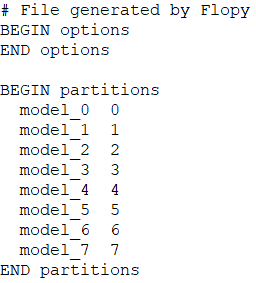 # File generated by Flopy
BEGIN options
END options

BEGIN partitions
  model_0  0
  model_1  1
  model_2  2
  model_3  3
  model_4  4
  model_5  5
  model_6  6
  model_7  7
END partitions